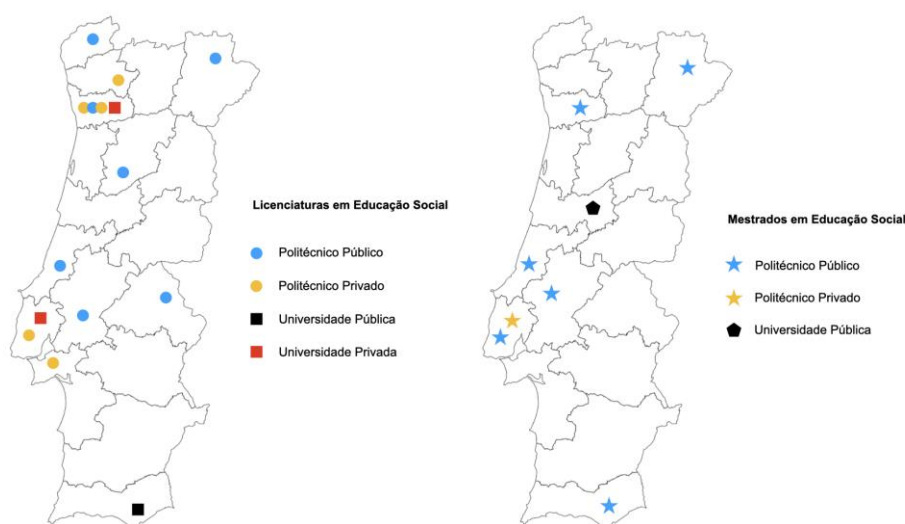 Licenciaturas em Educação Social
Politécnico Público
Politécnico Privado
Universidade Pública
Universidade Privada
Mestrados em Educação Social
Politécnico Público
Politécnico Privado
Universidade Pública